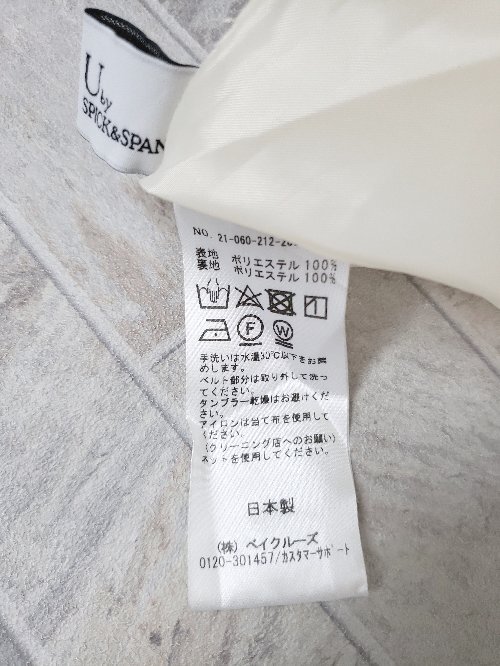 U by
SPICK&SPAN
NO. 21-060-212-20
表地 ポリエステル 100%
裏地 ポリエステル 100%
F W
手洗いは水温30℃以下をお勧
めします。
ベルト部分は取り外して洗っ
てください。
タンブラー乾燥はお避けくだ
さい。
アイロンは当て布を使用して
ください。
(クリーニング店へのお願い)
ネットを使用してください。
日本製
(株) ベイクルーズ
0120-301457/カスタマーサポート